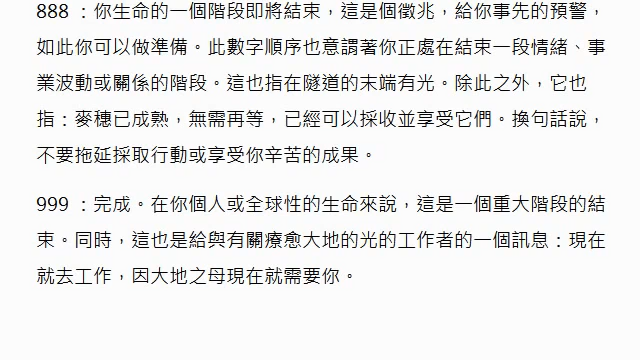 888 ：你生命的一個階段即將結束，這是個徵兆，給你事先的預警，
如此你可以做準備。此數字順序也意謂著你正處在結束一段情緒、事
業波動或關係的階段。這也指在隧道的末端有光。除此之外，它也
指：麥穗已成熟，無需再等，已經可以採收並享受它們。換句話說，
不要拖延採取行動或享受你辛苦的成果。
999 ：完成。在你個人或全球性的生命來說，這是一個重大階段的結
束。同時，這也是給與有關療愈大地的光的工作者的一個訊息：現在
就去工作，因大地之母現在就需要你。